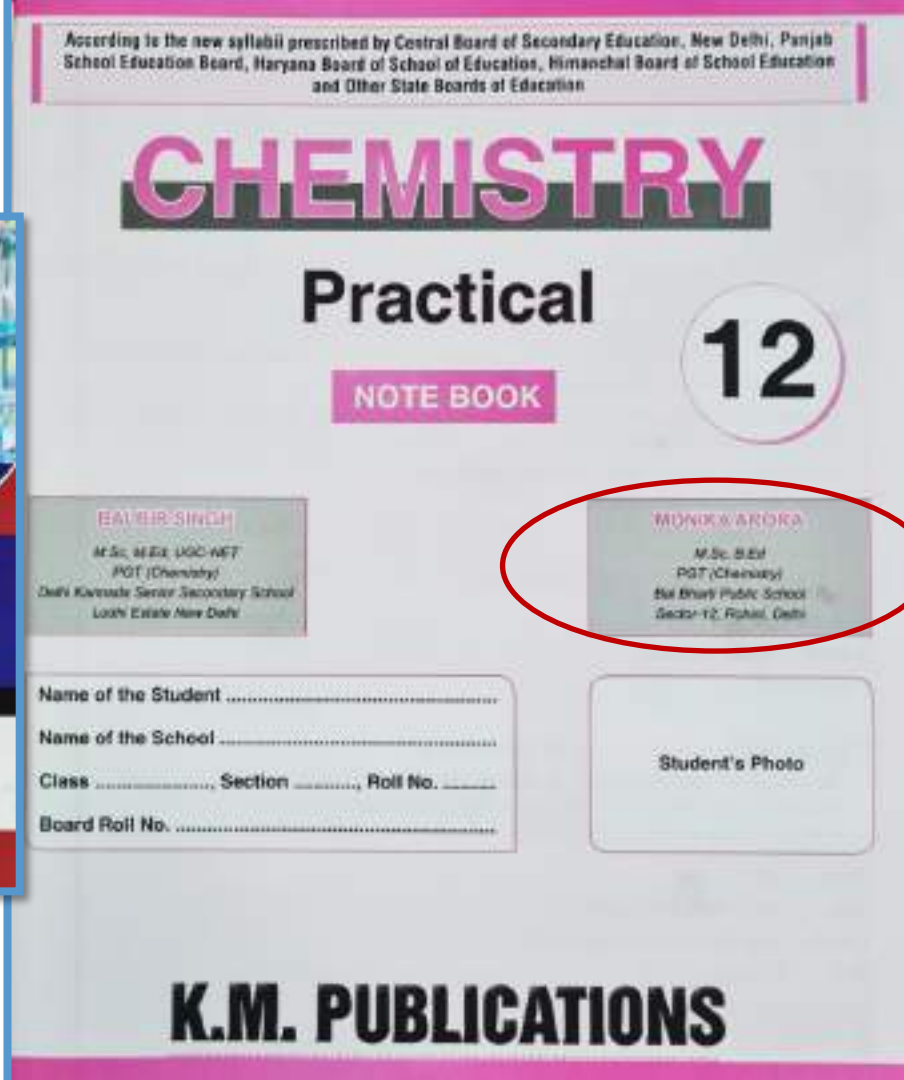 According to the new syllabii prescribed by Central Board of Secondary Education, New Delhi, Punjab
School Education Board, Haryana Board of School of Education, Himanchal Board of School Education
and Other State Boards of Education
CHEMISTRY
Practical
12
NOTE BOOK
BALBIR SINGH
M.Sc, M.Ed, UGC-NET
PGT (Chemistry)
Delhi Kannada Senior Secondary School
Lodhi Estate New Delhi
MONIKA ARORA
M.Sc, B.Ed
PGT (Chemistry)
Bal Bharti Public School
Sector-12, Rohini, Delhi
Name of the Student
Name of the School
Class , Section , Roll No.
Board Roll No.
Student's Photo
K.M. PUBLICATIONS